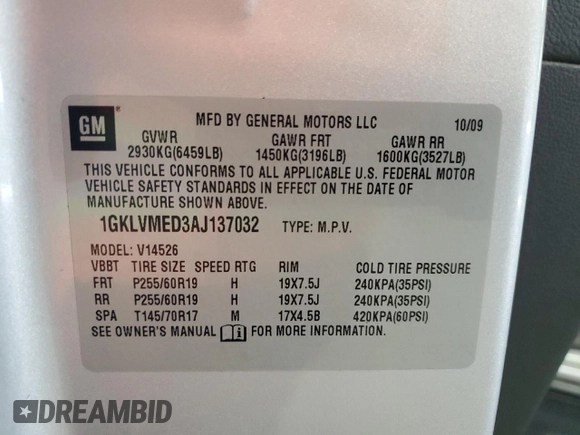 GM
MFD BY GENERAL MOTORS LLC 10/09
GVWR GAWR FRT GAWR RR
2930KG(6459LB) 1450KG(3196LB) 1600KG(3527LB)
THIS VEHICLE CONFORMS TO ALL APPLICABLE U.S. FEDERAL MOTOR
VEHICLE SAFETY STANDARDS IN EFFECT ON THE DATE OF
MANUFACTURE SHOWN ABOVE.
1GKLVMED3AJ137032 TYPE: M.P.V.
MODEL: V14526
VBBT TIRE SIZE SPEED RTG RIM COLD TIRE PRESSURE
FRT P255/60R19 H 19X7.5J 240KPA(35PSI)
RR P255/60R19 H 19X7.5J 240KPA(35PSI)
SPA T145/70R17 M 17X4.5B 420KPA(60PSI)
SEE OWNER'S MANUAL FOR MORE INFORMATION.
DREAMBID